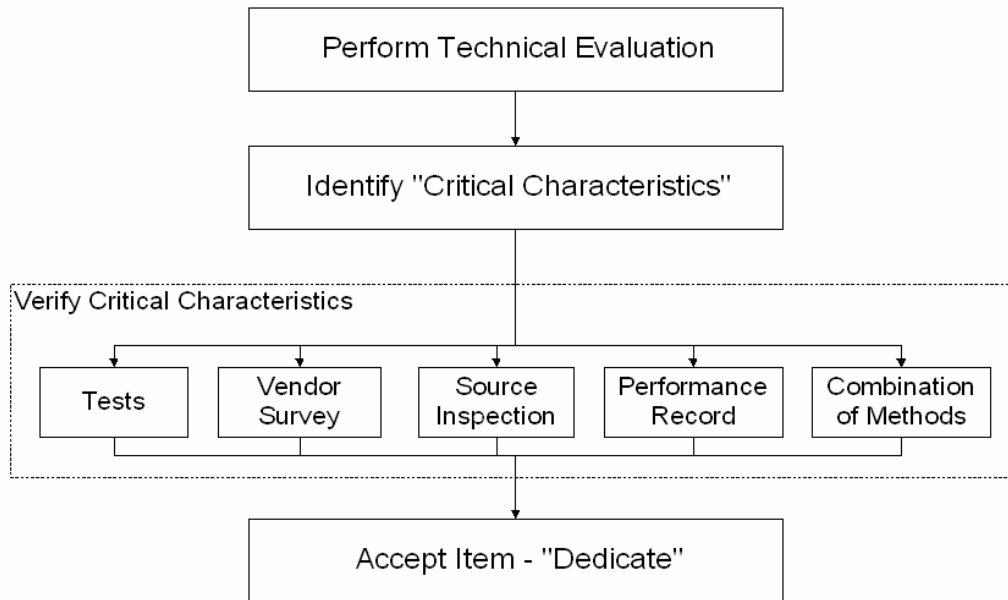 Perform Technical Evaluation
Identify "Critical Characteristics"
Verify Critical Characteristics
Tests
Vendor
Survey
Source
Inspection
Performance
Record
Combination
of Methods
Accept Item - "Dedicate"